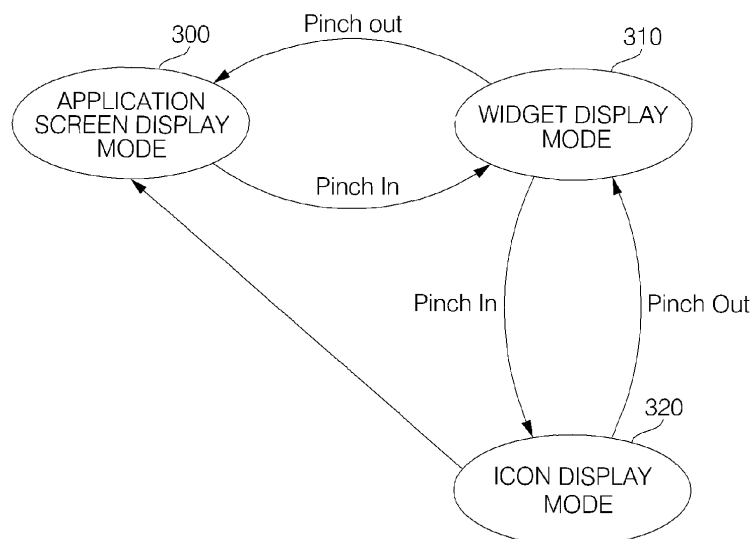 300
Pinch out
310
APPLICATION
SCREEN DISPLAY
MODE
WIDGET DISPLAY
MODE
Pinch In
Pinch In
Pinch Out
320
ICON DISPLAY
MODE